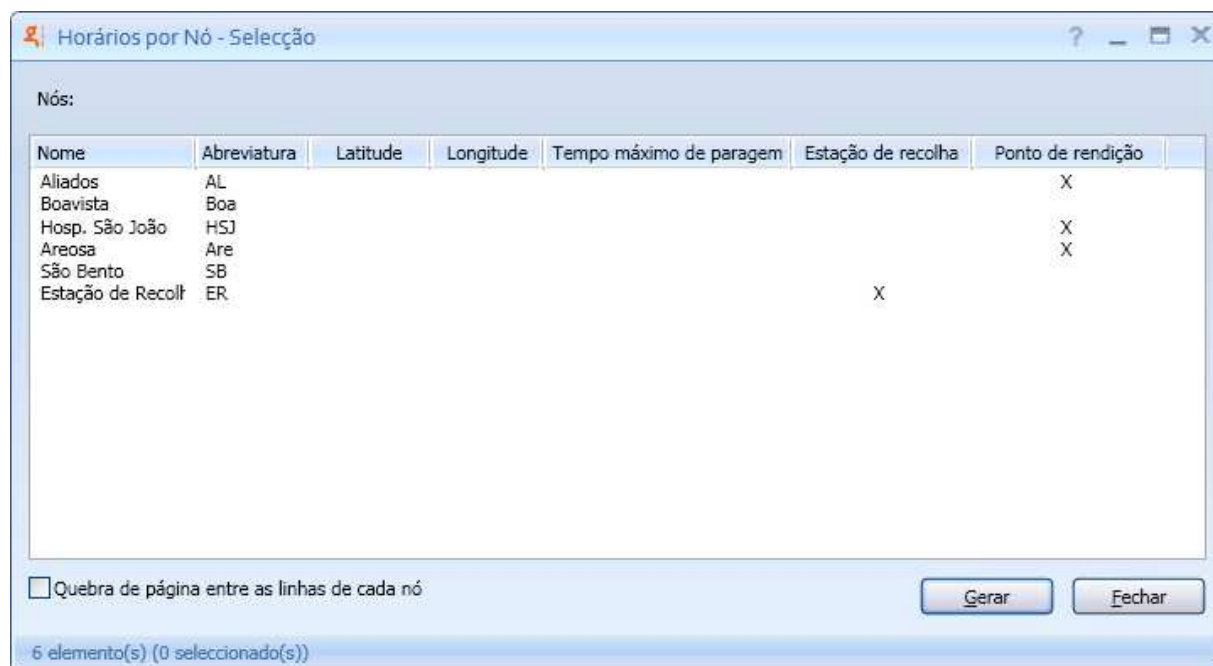 Horários por Nó - Selecção
Nós:
Nome Abreviatura Latitude Longitude Tempo máximo de paragem Estação de recolha Ponto de rendição
Aliados AL X
Boavista Boa
Hosp. São João HSJ X
Areosa Are X
São Bento SB
Estação de Recolh ER X
Quebra de página entre as linhas de cada nó
Gerar Fechar
6 elemento(s) (0 seleccionado(s))